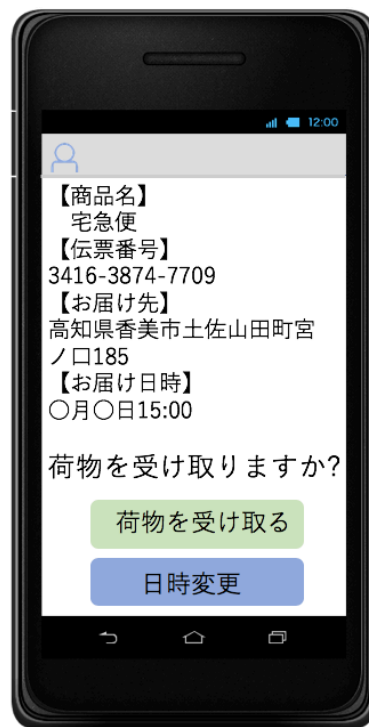 12:00
【商品名】
宅急便
【伝票番号】
3416-3874-7709
【お届け先】
高知県香美市土佐山田町宮
ノ口185
【お届け日時】
〇月〇日15:00
荷物を受け取りますか?
荷物を受け取る
日時変更